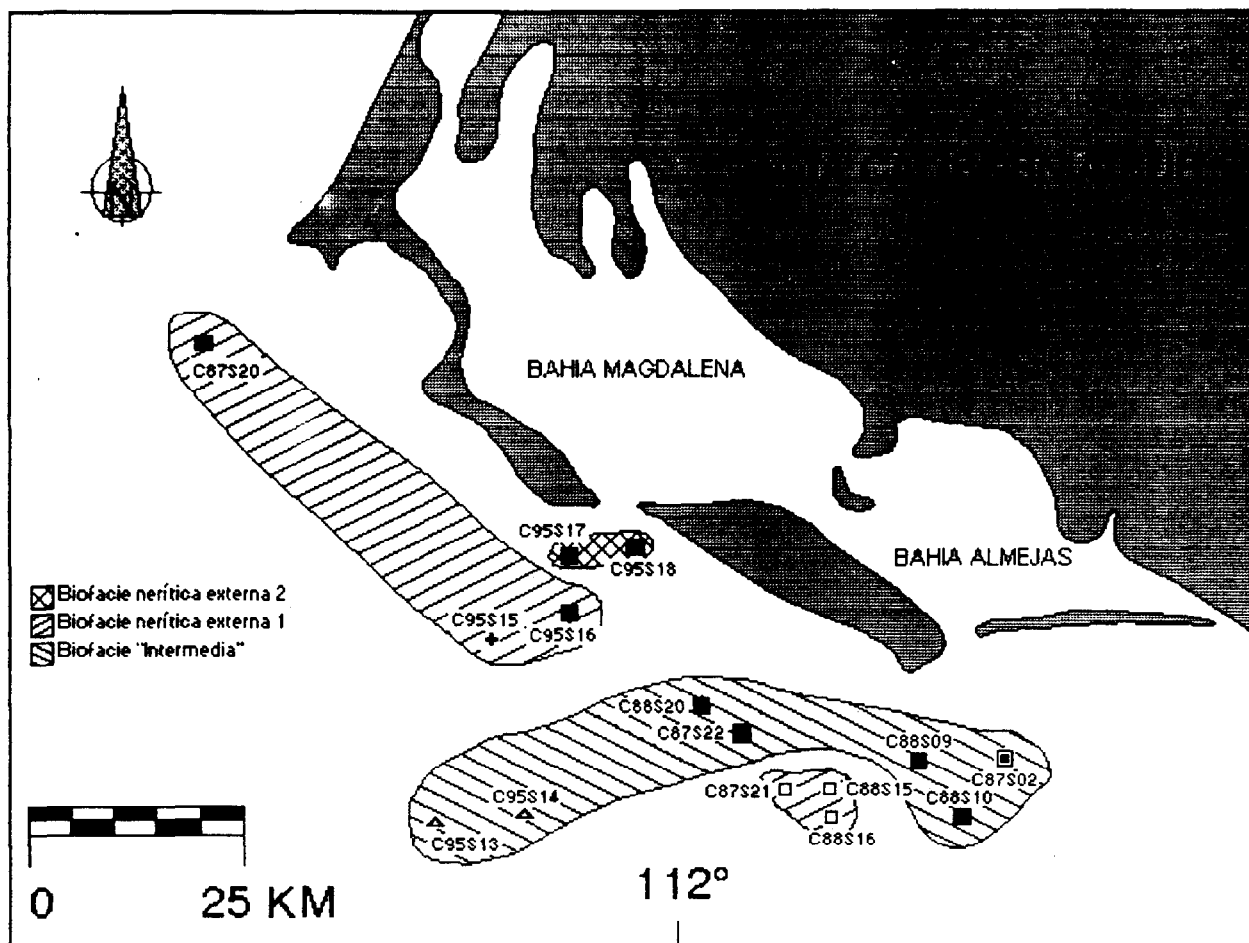 BAHIA MAGDALENA
C87S20
C95S17
C95S18
BAHIA ALMEJAS
Biofacie nerítica externa 2
Biofacie nerítica externa 1
Biofacie "Intermedia"
C95S15
C95S16
C88S20
C87S22
C88S09
C87S02
C87S21
C88S15
C88S10
C95S14
C95S13
C88S16
112º
0 25 KM